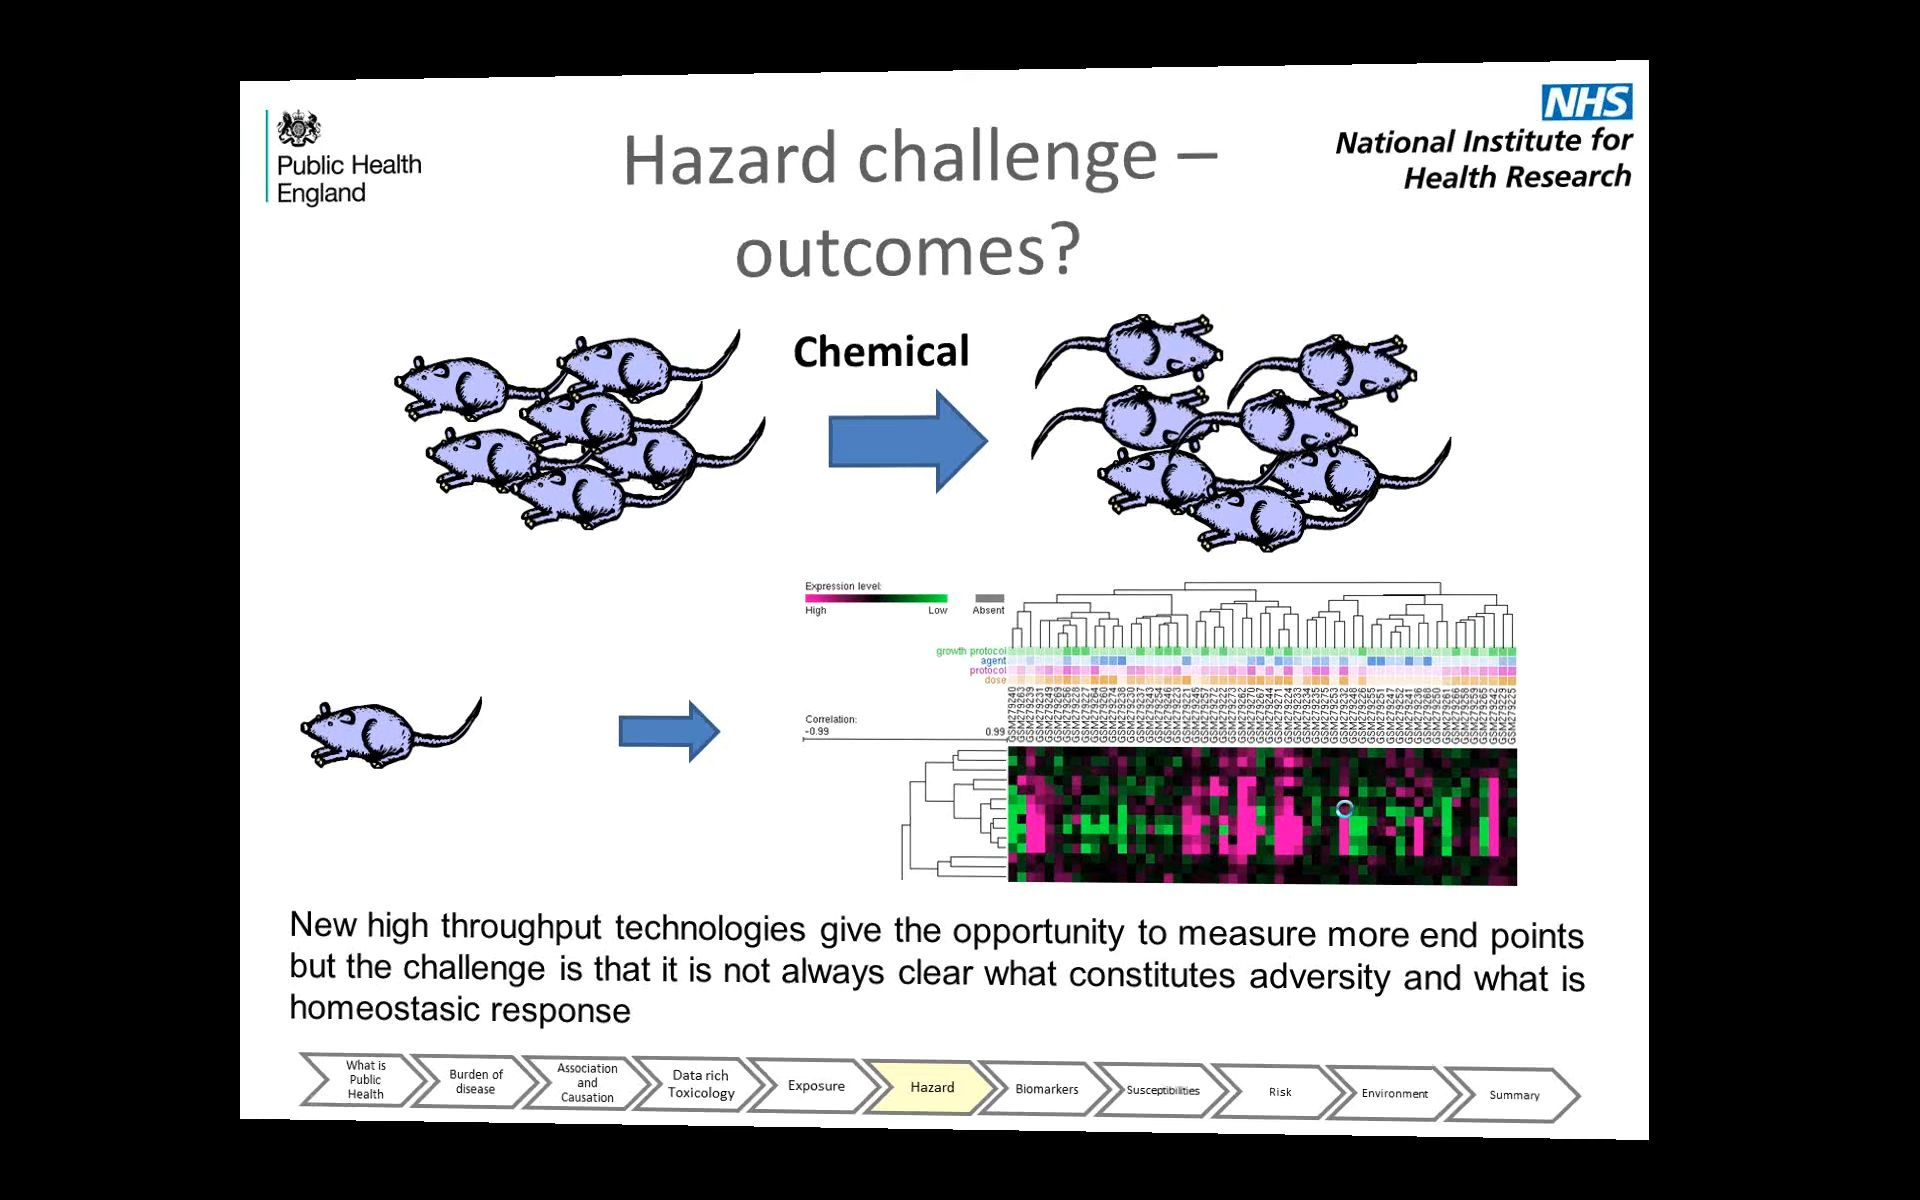 Public Health
England
NHS
National Institute for
Health Research
Hazard challenge –
outcomes?
Chemical
Expression level:
High
Low
Absent
growth protocol
agent
protocol
dose
Correlation:
-0.99
0.99
New high throughput technologies give the opportunity to measure more end points
but the challenge is that it is not always clear what constitutes adversity and what is
homeostasic response
What is
Public
Health
Burden of
disease
Association
and
Causation
Data rich
Toxicology
Exposure
Hazard
Biomarkers
Susceptibilities
Risk
Environment
Summary